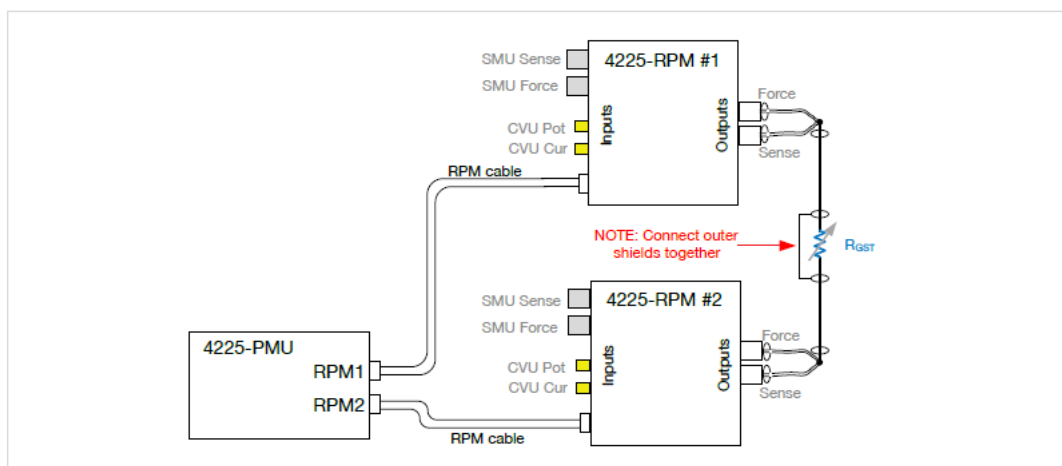 4225-RPM #1
SMU Sense
SMU Force
CVU Pot
CVU Cur
Inputs
Outputs
Force
Sense
RPM cable
NOTE: Connect outer
shields together
RGST
4225-RPM #2
SMU Sense
SMU Force
CVU Pot
CVU Cur
Inputs
Outputs
Force
Sense
4225-PMU
RPM1
RPM2
RPM cable